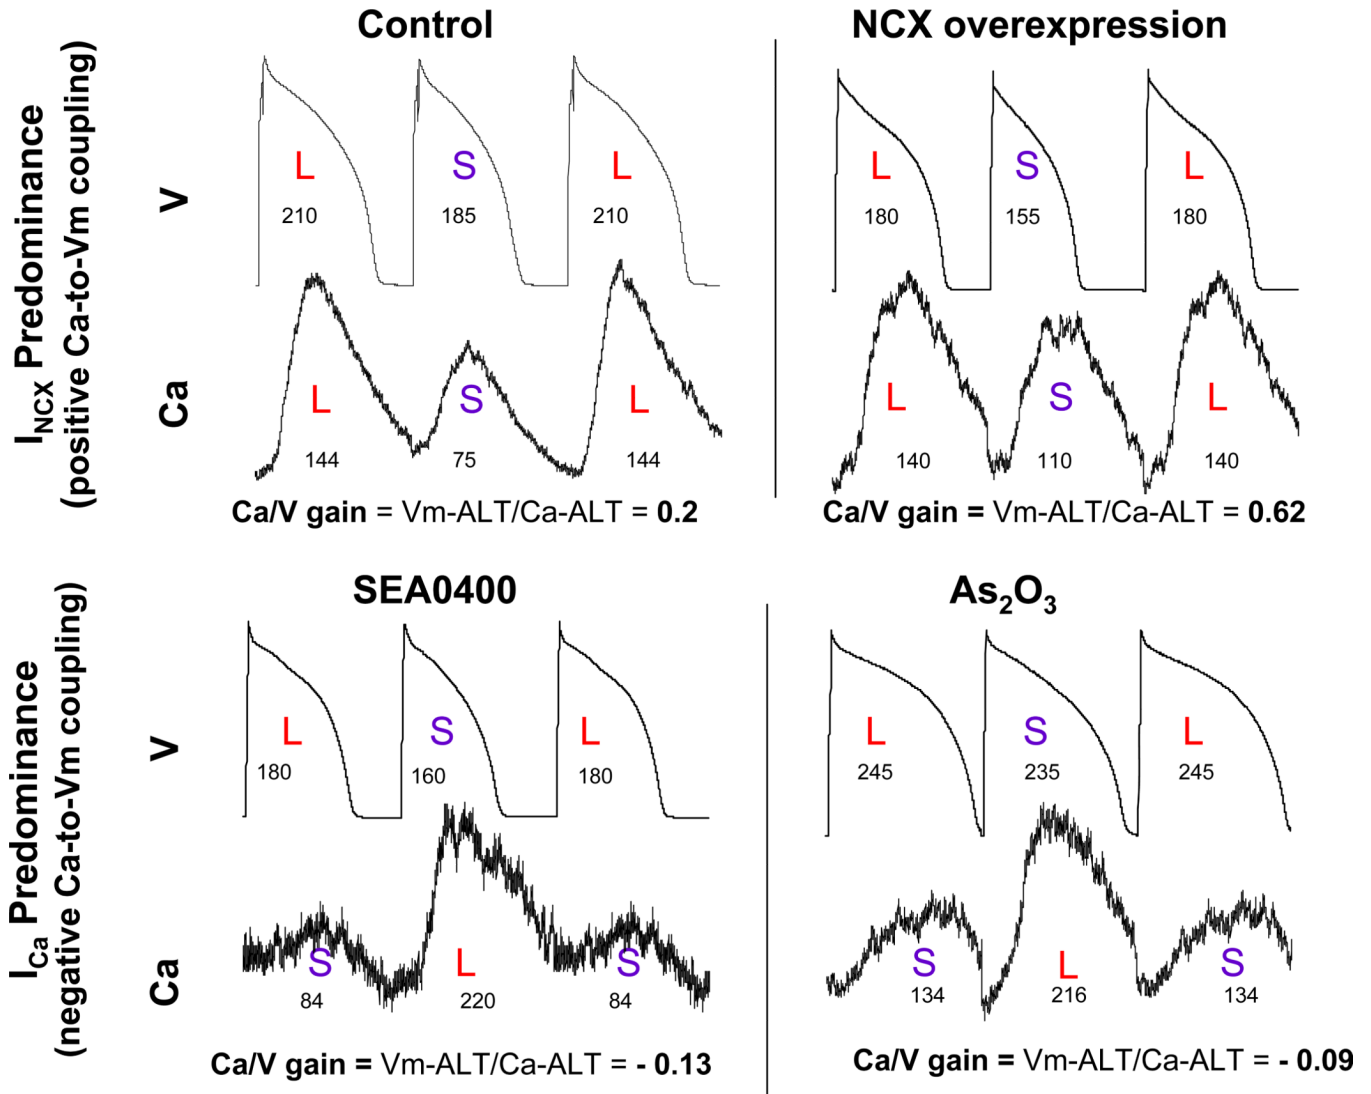 Control
I_NCX Predominance
(positive Ca-to-Vm coupling)
V
L
210
S
185
L
210
Ca
L
144
S
75
L
144
Ca/V gain = Vm-ALT/Ca-ALT = 0.2
NCX overexpression
L
180
S
155
L
180
L
140
S
110
L
140
Ca/V gain = Vm-ALT/Ca-ALT = 0.62
SEA0400
I_Ca Predominance
(negative Ca-to-Vm coupling)
V
L
180
S
160
L
180
Ca
S
84
L
220
S
84
Ca/V gain = Vm-ALT/Ca-ALT = - 0.13
As₂O₃
L
245
S
235
L
245
S
134
L
216
S
134
Ca/V gain = Vm-ALT/Ca-ALT = - 0.09